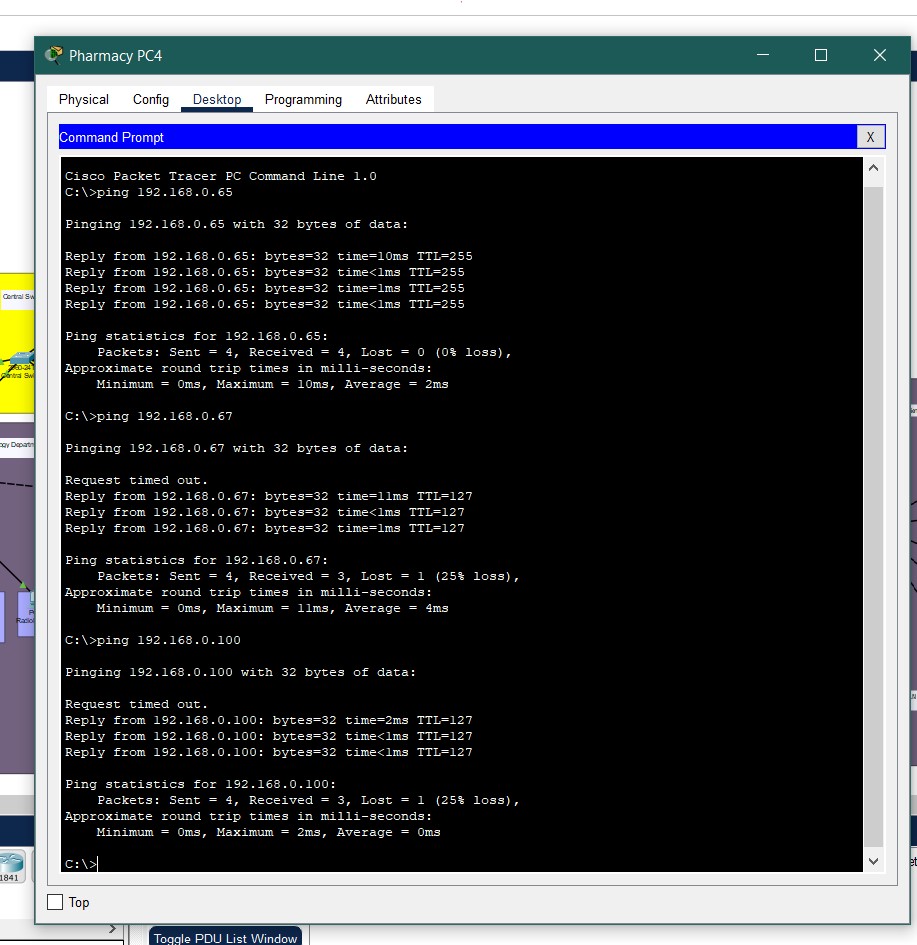 Pharmacy PC4
Physical Config Desktop Programming Attributes
Command Prompt
X
Cisco Packet Tracer PC Command Line 1.0
C:\>ping 192.168.0.65
Pinging 192.168.0.65 with 32 bytes of data:
Reply from 192.168.0.65: bytes=32 time=10ms TTL=255
Reply from 192.168.0.65: bytes=32 time<1ms TTL=255
Reply from 192.168.0.65: bytes=32 time=1ms TTL=255
Reply from 192.168.0.65: bytes=32 time<1ms TTL=255
Ping statistics for 192.168.0.65:
Packets: Sent = 4, Received = 4, Lost = 0 (0% loss),
Approximate round trip times in milli-seconds:
Minimum = 0ms, Maximum = 10ms, Average = 2ms
C:\>ping 192.168.0.67
Pinging 192.168.0.67 with 32 bytes of data:
Request timed out.
Reply from 192.168.0.67: bytes=32 time=11ms TTL=127
Reply from 192.168.0.67: bytes=32 time<1ms TTL=127
Reply from 192.168.0.67: bytes=32 time=1ms TTL=127
Ping statistics for 192.168.0.67:
Packets: Sent = 4, Received = 3, Lost = 1 (25% loss),
Approximate round trip times in milli-seconds:
Minimum = 0ms, Maximum = 11ms, Average = 4ms
C:\>ping 192.168.0.100
Pinging 192.168.0.100 with 32 bytes of data:
Request timed out.
Reply from 192.168.0.100: bytes=32 time=2ms TTL=127
Reply from 192.168.0.100: bytes=32 time<1ms TTL=127
Reply from 192.168.0.100: bytes=32 time<1ms TTL=127
Ping statistics for 192.168.0.100:
Packets: Sent = 4, Received = 3, Lost = 1 (25% loss),
Approximate round trip times in milli-seconds:
Minimum = 0ms, Maximum = 2ms, Average = 0ms
C:\>
Top
Central Sw
ogy Departm
1841
Toggle PDU List Window